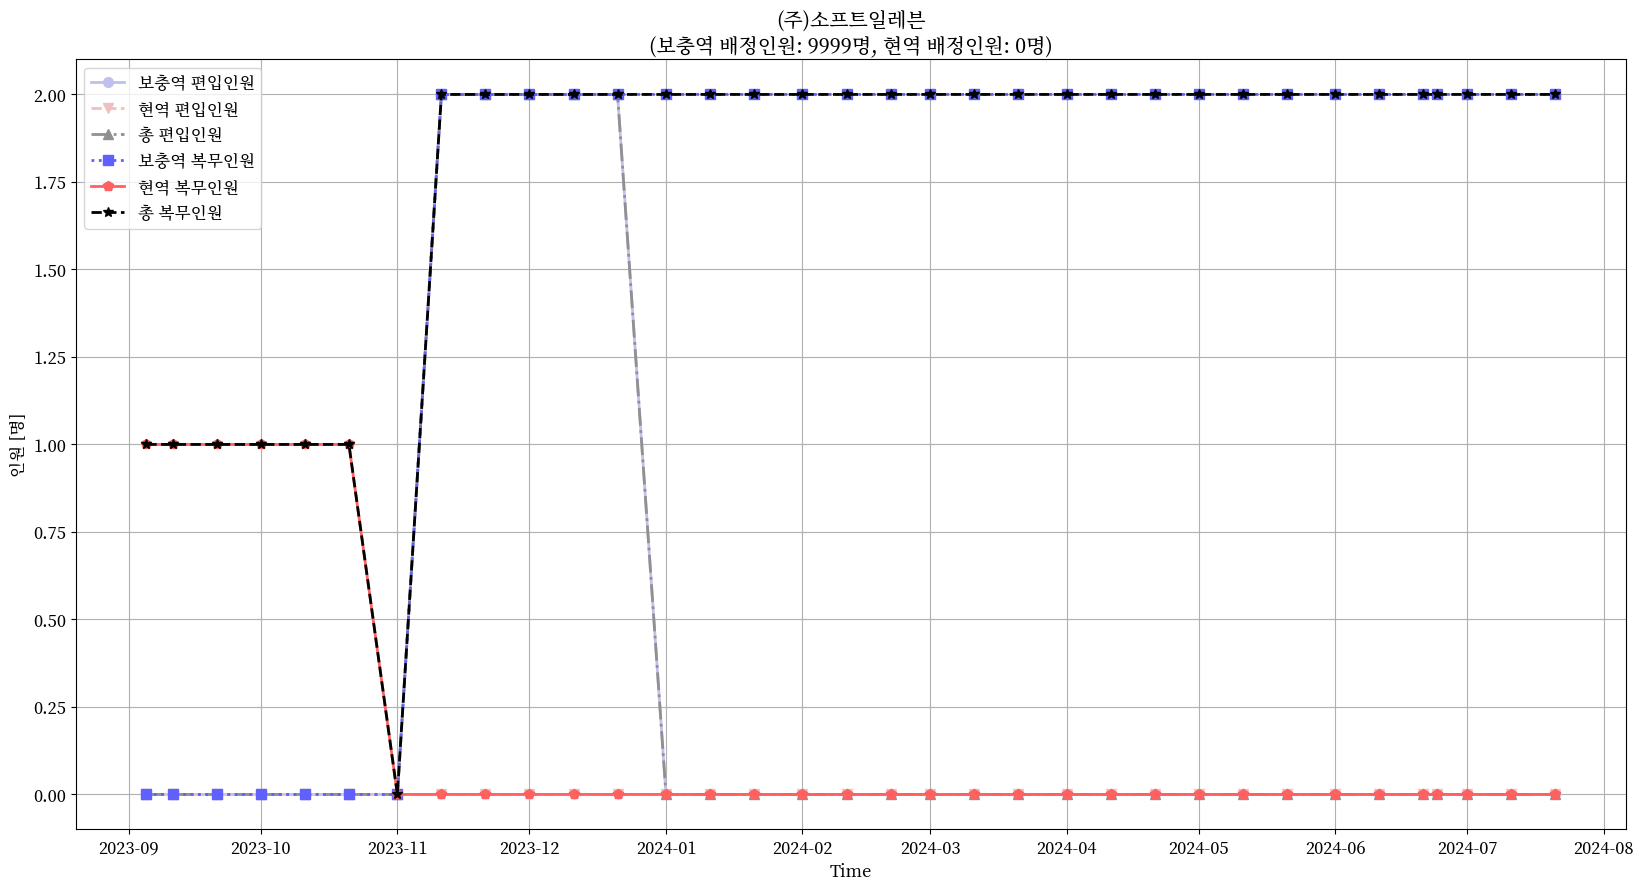 (주)소프트일레븐
(보충역 배정인원: 9999명, 현역 배정인원: 0명)
보충역 편입인원
현역 편입인원
총 편입인원
보충역 복무인원
현역 복무인원
총 복무인원
2.00
1.75
1.50
1.25
1.00
0.75
0.50
0.25
0.00
인원 [명]
2023-09 2023-10 2023-11 2023-12 2024-01 2024-02 2024-03 2024-04 2024-05 2024-06 2024-07 2024-08
Time